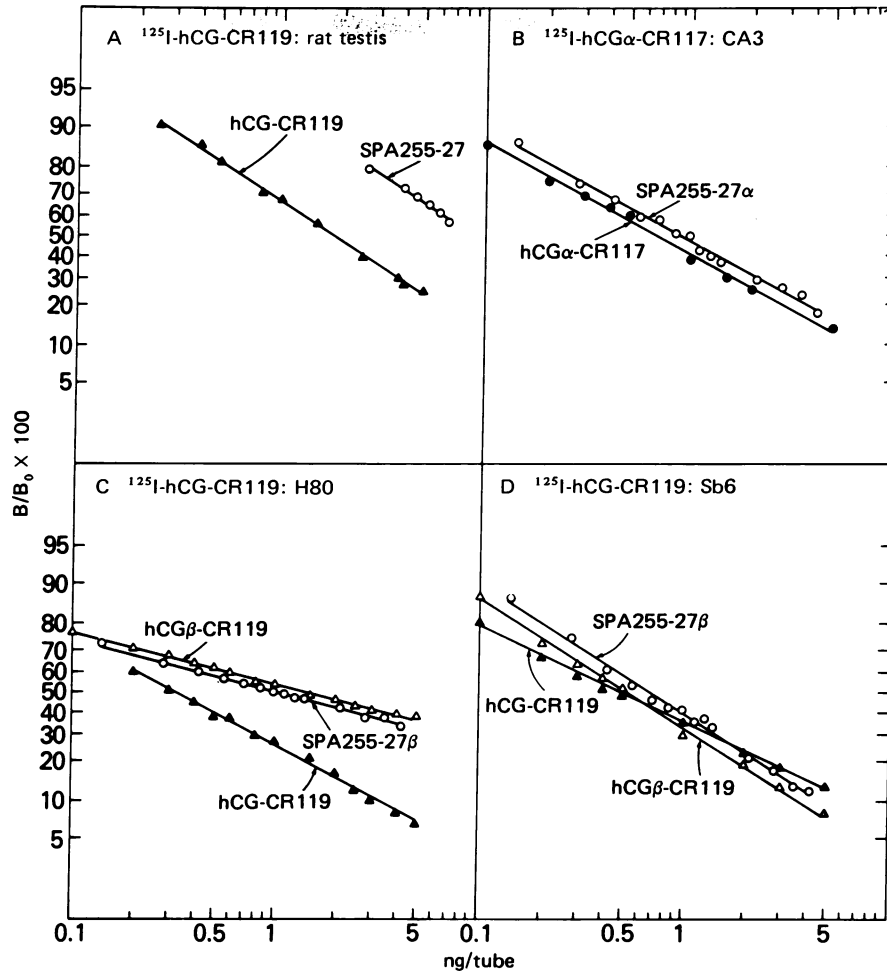 A ¹²⁵I-hCG-CR119: rat testis
hCG-CR119
SPA255-27
B ¹²⁵I-hCGα-CR117: CA3
SPA255-27α
hCGα-CR117
95
90
80
70
60
50
40
30
20
10
5
B/B₀ X 100
C ¹²⁵I-hCG-CR119: H80
hCGβ-CR119
SPA255-27β
hCG-CR119
D ¹²⁵I-hCG-CR119: Sb6
SPA255-27β
hCG-CR119
hCGβ-CR119
95
90
80
70
60
50
40
30
20
10
5
0.1 0.5 1 5 0.1 0.5 1 5
ng/tube